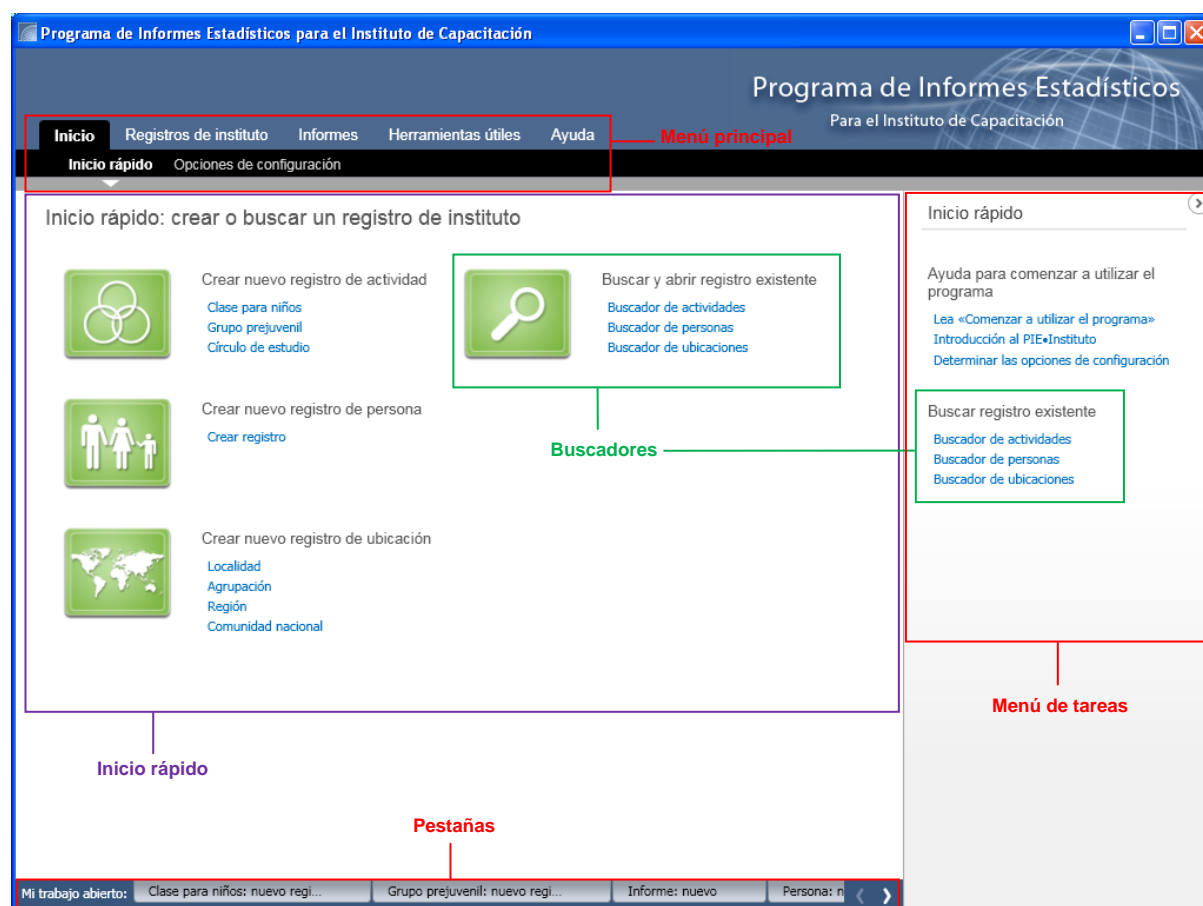 Programa de Informes Estadísticos para el Instituto de Capacitación
Programa de Informes Estadísticos
Para el Instituto de Capacitación
Inicio Registros de instituto Informes Herramientas útiles Ayuda
Menú principal
Inicio rápido Opciones de configuración
Inicio rápido: crear o buscar un registro de instituto
Crear nuevo registro de actividad
Clase para niños
Grupo prejuvenil
Círculo de estudio
Buscar y abrir registro existente
Buscador de actividades
Buscador de personas
Buscador de ubicaciones
Crear nuevo registro de persona
Crear registro
Buscadores
Crear nuevo registro de ubicación
Localidad
Agrupación
Región
Comunidad nacional
Inicio rápido
Inicio rápido
Ayuda para comenzar a utilizar el
programa
Lea «Comenzar a utilizar el programa»
Introducción al PIE•Instituto
Determinar las opciones de configuración
Buscar registro existente
Buscador de actividades
Buscador de personas
Buscador de ubicaciones
Menú de tareas
Pestañas
Mi trabajo abierto: Clase para niños: nuevo regi... Grupo prejuvenil: nuevo regi... Informe: nuevo Persona: n